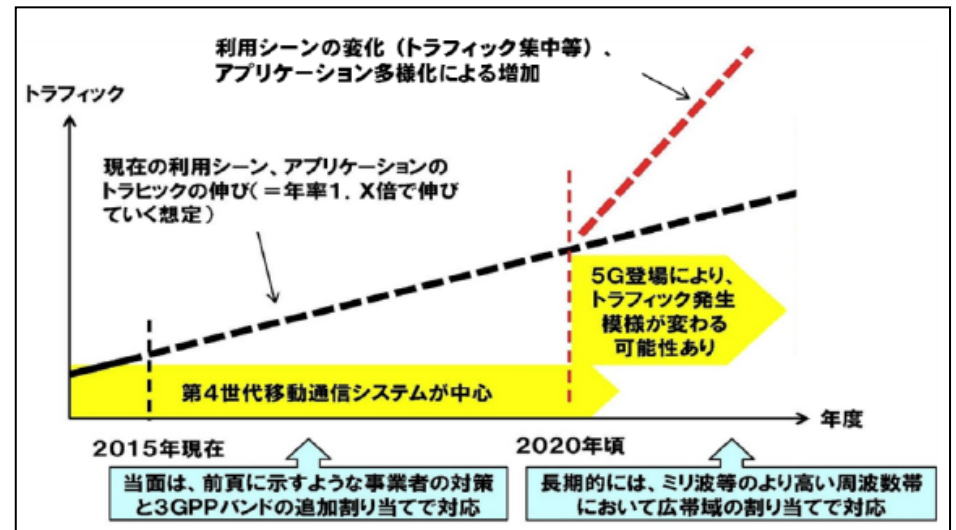 利用シーンの変化(トラフィック集中等)、
アプリケーション多様化による増加
トラフィック
現在の利用シーン、アプリケーションの
トラヒックの伸び(=年率1.X倍で伸び
ていく想定)
5G登場により、
トラフィック発生
模様が変わる
可能性あり
第4世代移動通信システムが中心
年度
2015年現在
2020年頃
当面は、前頁に示すような事業者の対策
と3GPPバンドの追加割り当てで対応
長期的には、ミリ波等のより高い周波数帯
において広帯域の割り当てで対応